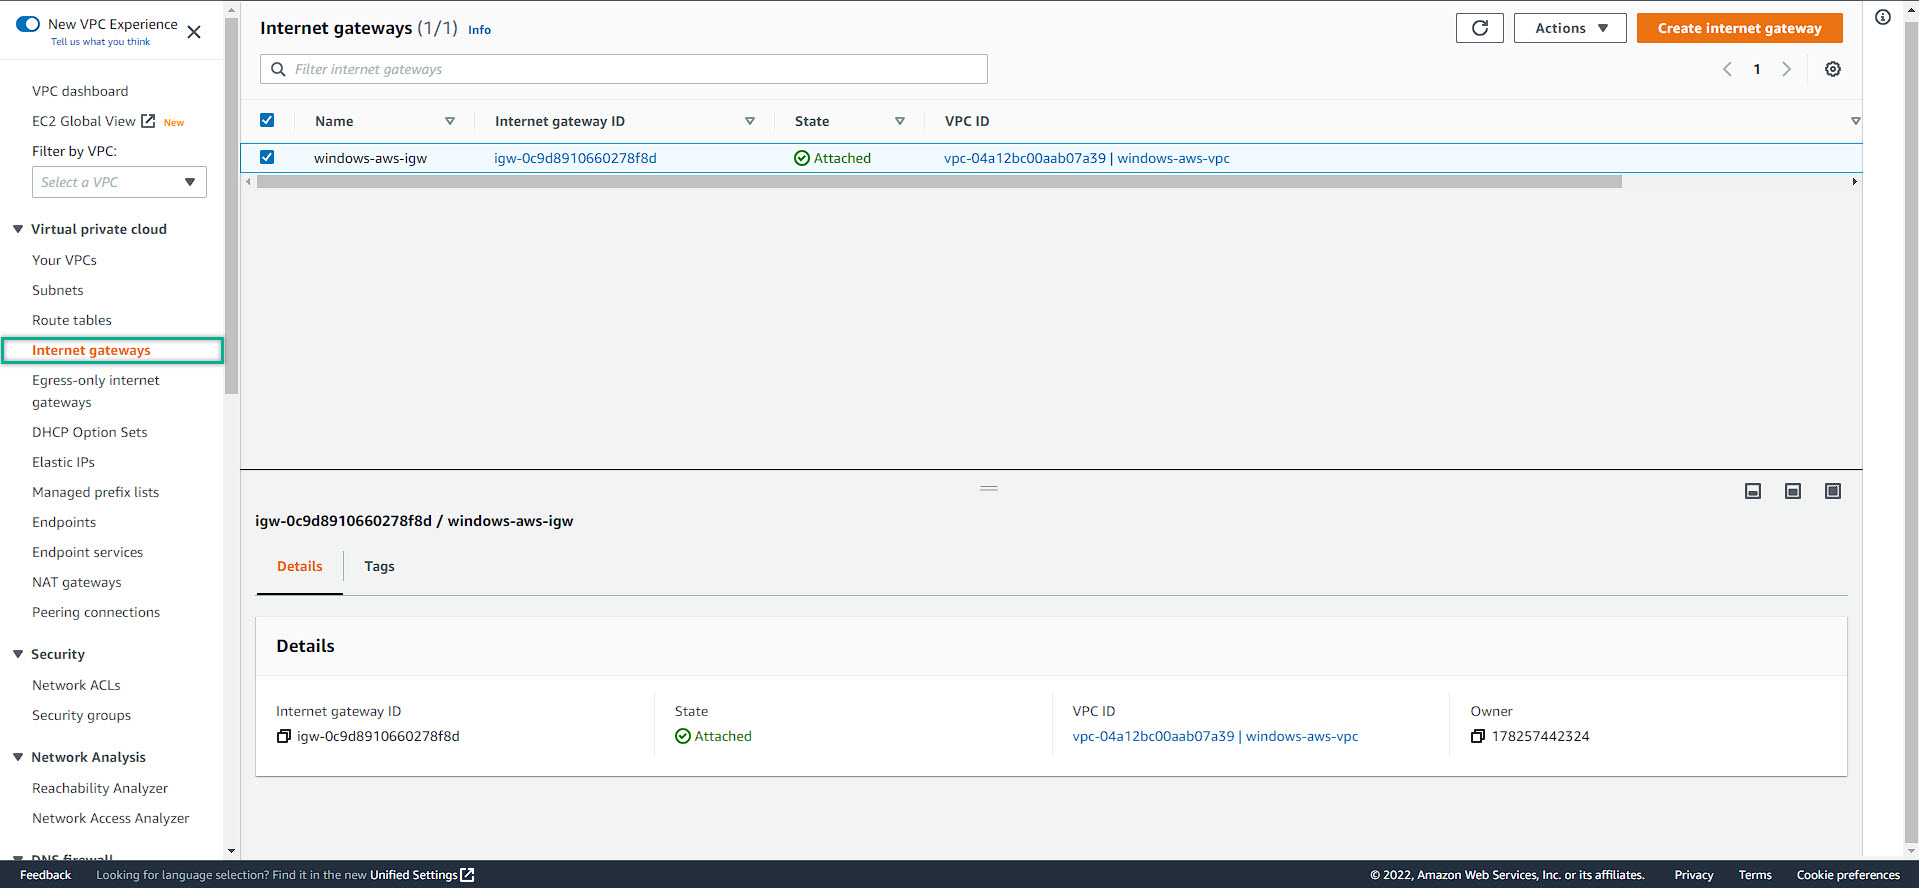 New VPC Experience
Tell us what you think
VPC dashboard
EC2 Global View New
Filter by VPC:
Select a VPC
Virtual private cloud
Your VPCs
Subnets
Route tables
Internet gateways
Egress-only internet
gateways
DHCP Option Sets
Elastic IPs
Managed prefix lists
Endpoints
Endpoint services
NAT gateways
Peering connections
Security
Network ACLs
Security groups
Network Analysis
Reachability Analyzer
Network Access Analyzer
DNS firewall
Internet gateways (1/1) Info
Actions
Create internet gateway
Filter internet gateways
1
Name Internet gateway ID State VPC ID
windows-aws-igw igw-0c9d8910660278f8d Attached vpc-04a12bc00aab07a39 | windows-aws-vpc
igw-0c9d8910660278f8d / windows-aws-igw
Details Tags
Details
Internet gateway ID State VPC ID Owner
igw-0c9d8910660278f8d Attached vpc-04a12bc00aab07a39 | windows-aws-vpc 178257442324
Feedback Looking for language selection? Find it in the new Unified Settings © 2022, Amazon Web Services, Inc. or its affiliates. Privacy Terms Cookie preferences